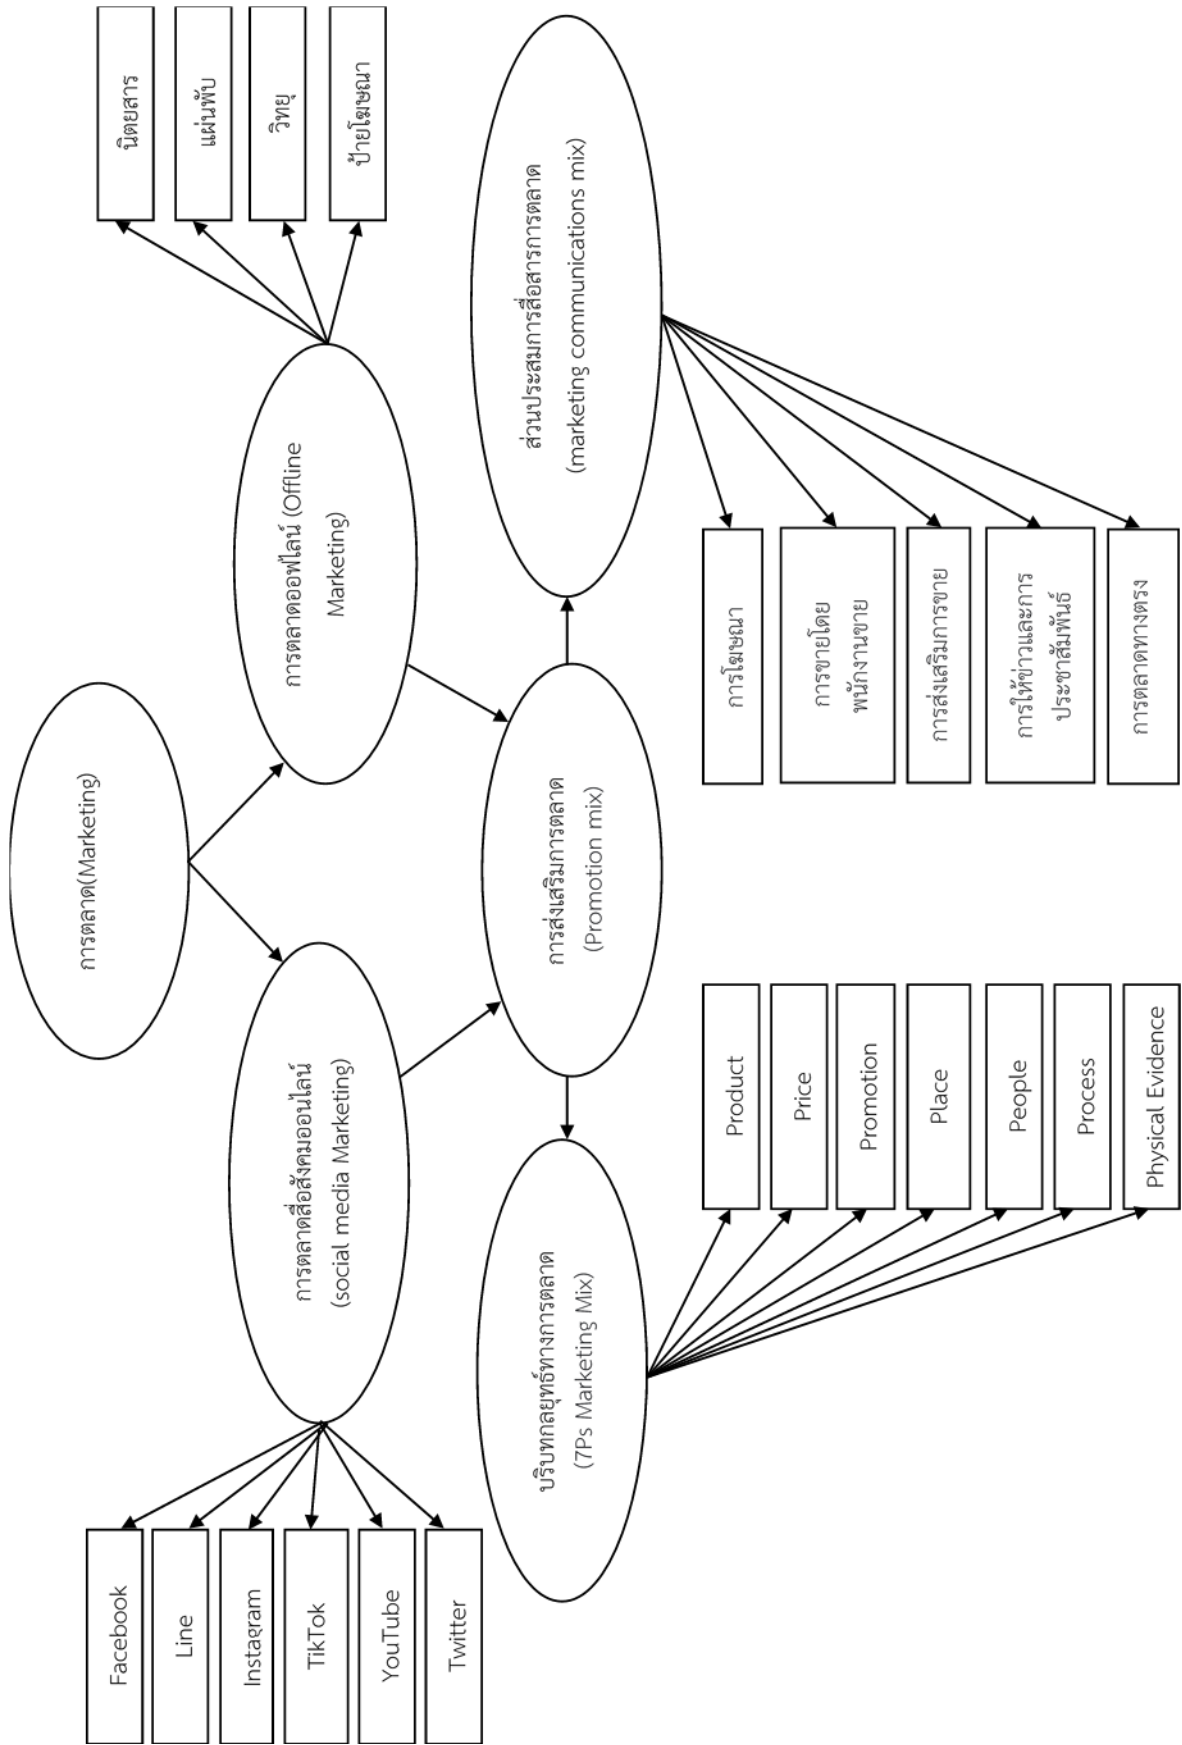 การตลาด(Marketing)
การตลาดสื่อสังคมออนไลน์
(social media Marketing)
การตลาดออฟไลน์ (Offline
Marketing)
Facebook
Line
Instagram
TikTok
YouTube
Twitter
นิตยสาร
แผ่นพับ
วิทยุ
ป้ายโฆษณา
การส่งเสริมการตลาด
(Promotion mix)
บริบทกลยุทธ์ทางการตลาด
(7Ps Marketing Mix)
ส่วนประสมการสื่อสารการตลาด
(marketing communications mix)
Product
Price
Promotion
Place
People
Process
Physical Evidence
การโฆษณา
การขายโดย
พนักงานขาย
การส่งเสริมการขาย
การให้ข่าวและการ
ประชาสัมพันธ์
การตลาดทางตรง